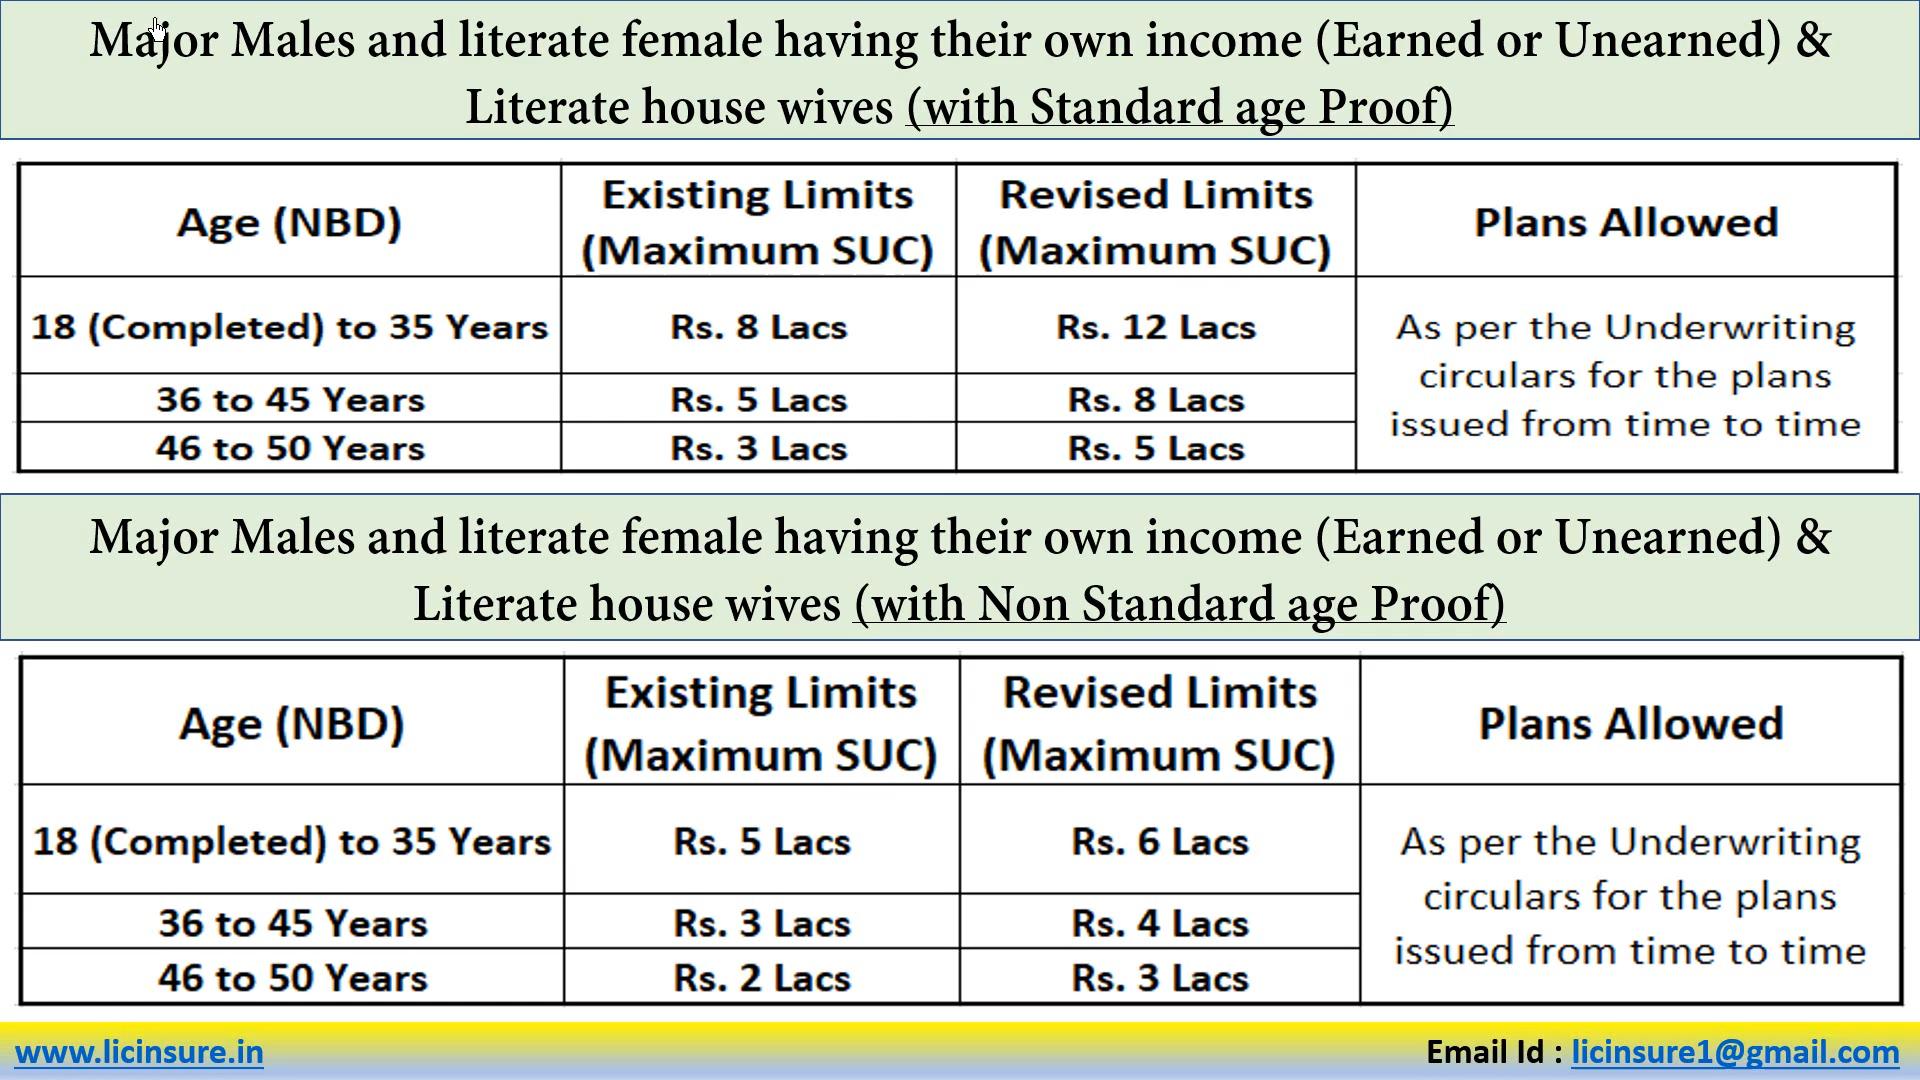 Major Males and literate female having their own income (Earned or Unearned) &
Literate house wives (with Standard age Proof)
Age (NBD)
Existing Limits
(Maximum SUC)
Revised Limits
(Maximum SUC)
Plans Allowed
18 (Completed) to 35 Years
Rs. 8 Lacs
Rs. 12 Lacs
As per the Underwriting
circulars for the plans
issued from time to time
36 to 45 Years
Rs. 5 Lacs
Rs. 8 Lacs
46 to 50 Years
Rs. 3 Lacs
Rs. 5 Lacs
Major Males and literate female having their own income (Earned or Unearned) &
Literate house wives (with Non Standard age Proof)
Age (NBD)
Existing Limits
(Maximum SUC)
Revised Limits
(Maximum SUC)
Plans Allowed
18 (Completed) to 35 Years
Rs. 5 Lacs
Rs. 6 Lacs
As per the Underwriting
circulars for the plans
issued from time to time
36 to 45 Years
Rs. 3 Lacs
Rs. 4 Lacs
46 to 50 Years
Rs. 2 Lacs
Rs. 3 Lacs
www.licinsure.in
Email Id : licinsure1@gmail.com